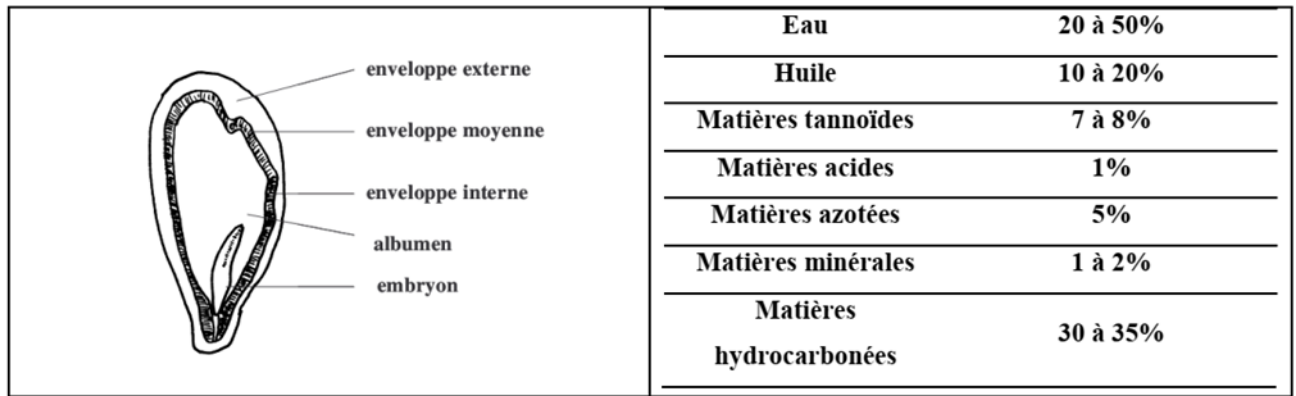 enveloppe externe
enveloppe moyenne
enveloppe interne
albumen
embryon
Eau 20 à 50%
Huile 10 à 20%
Matières tannoïdes 7 à 8%
Matières acides 1%
Matières azotées 5%
Matières minérales 1 à 2%
Matières
hydrocarbonées 30 à 35%